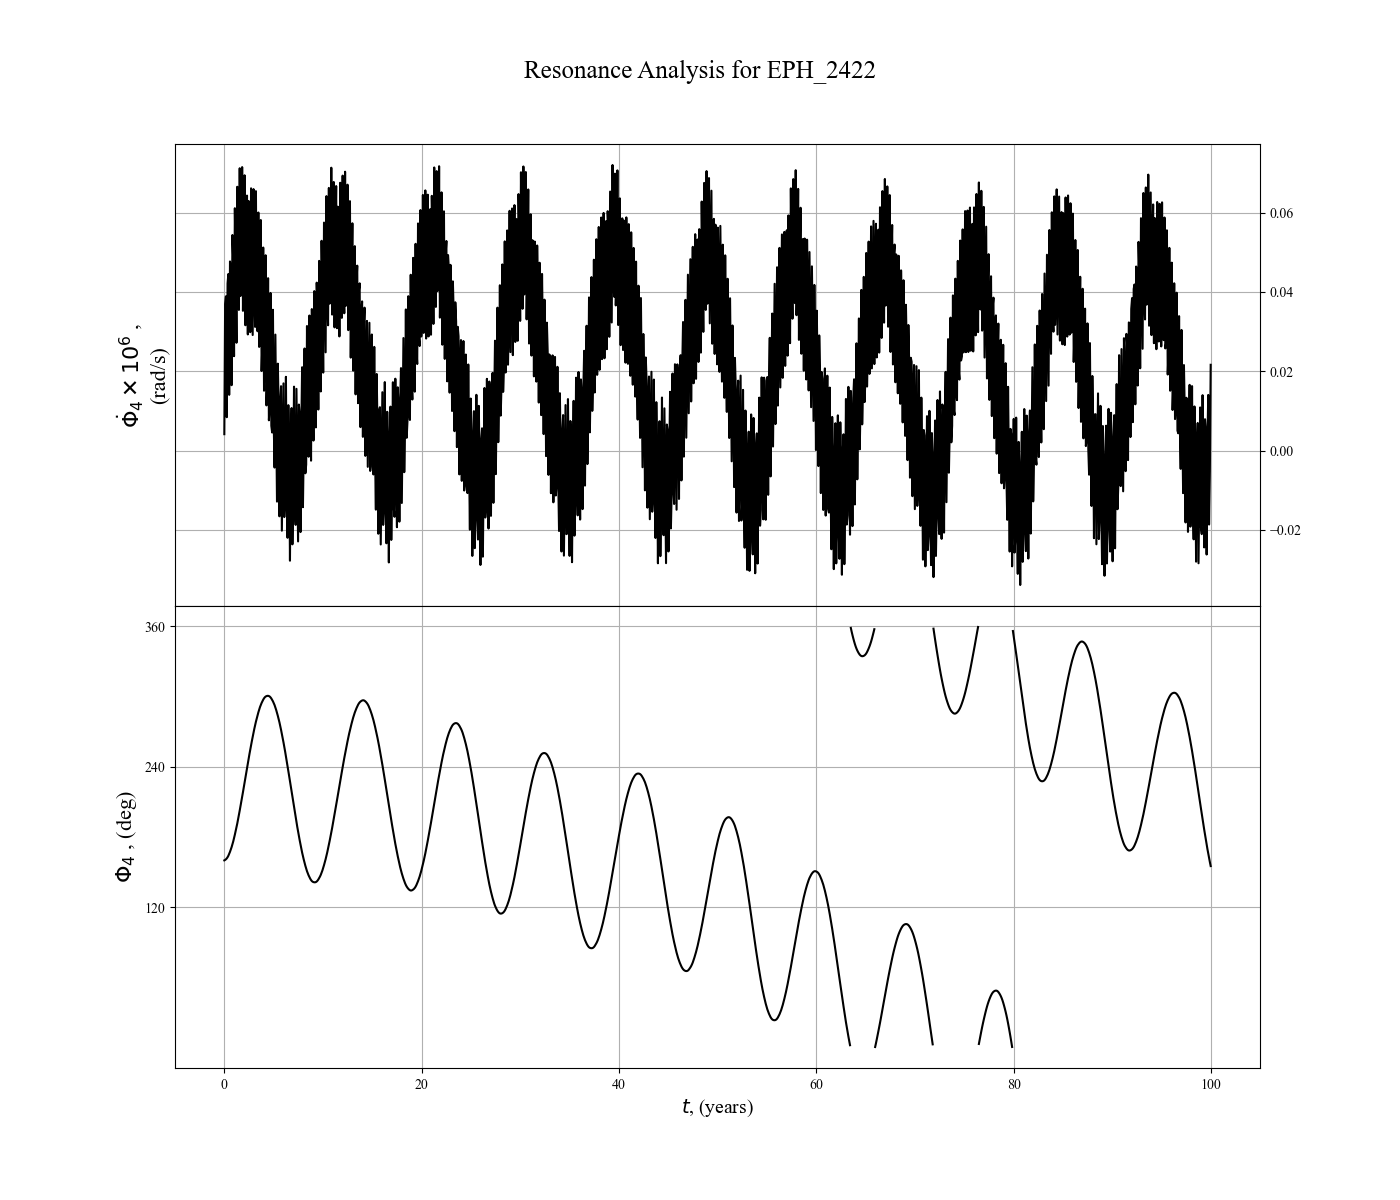 Resonance Analysis for EPH_2422
Φ̇₄ × 10⁶ ,
(rad/s)
0.06
0.04
0.02
0.00
−0.02
360
240
120
Φ₄ , (deg)
0 20 40 60 80 100
t, (years)